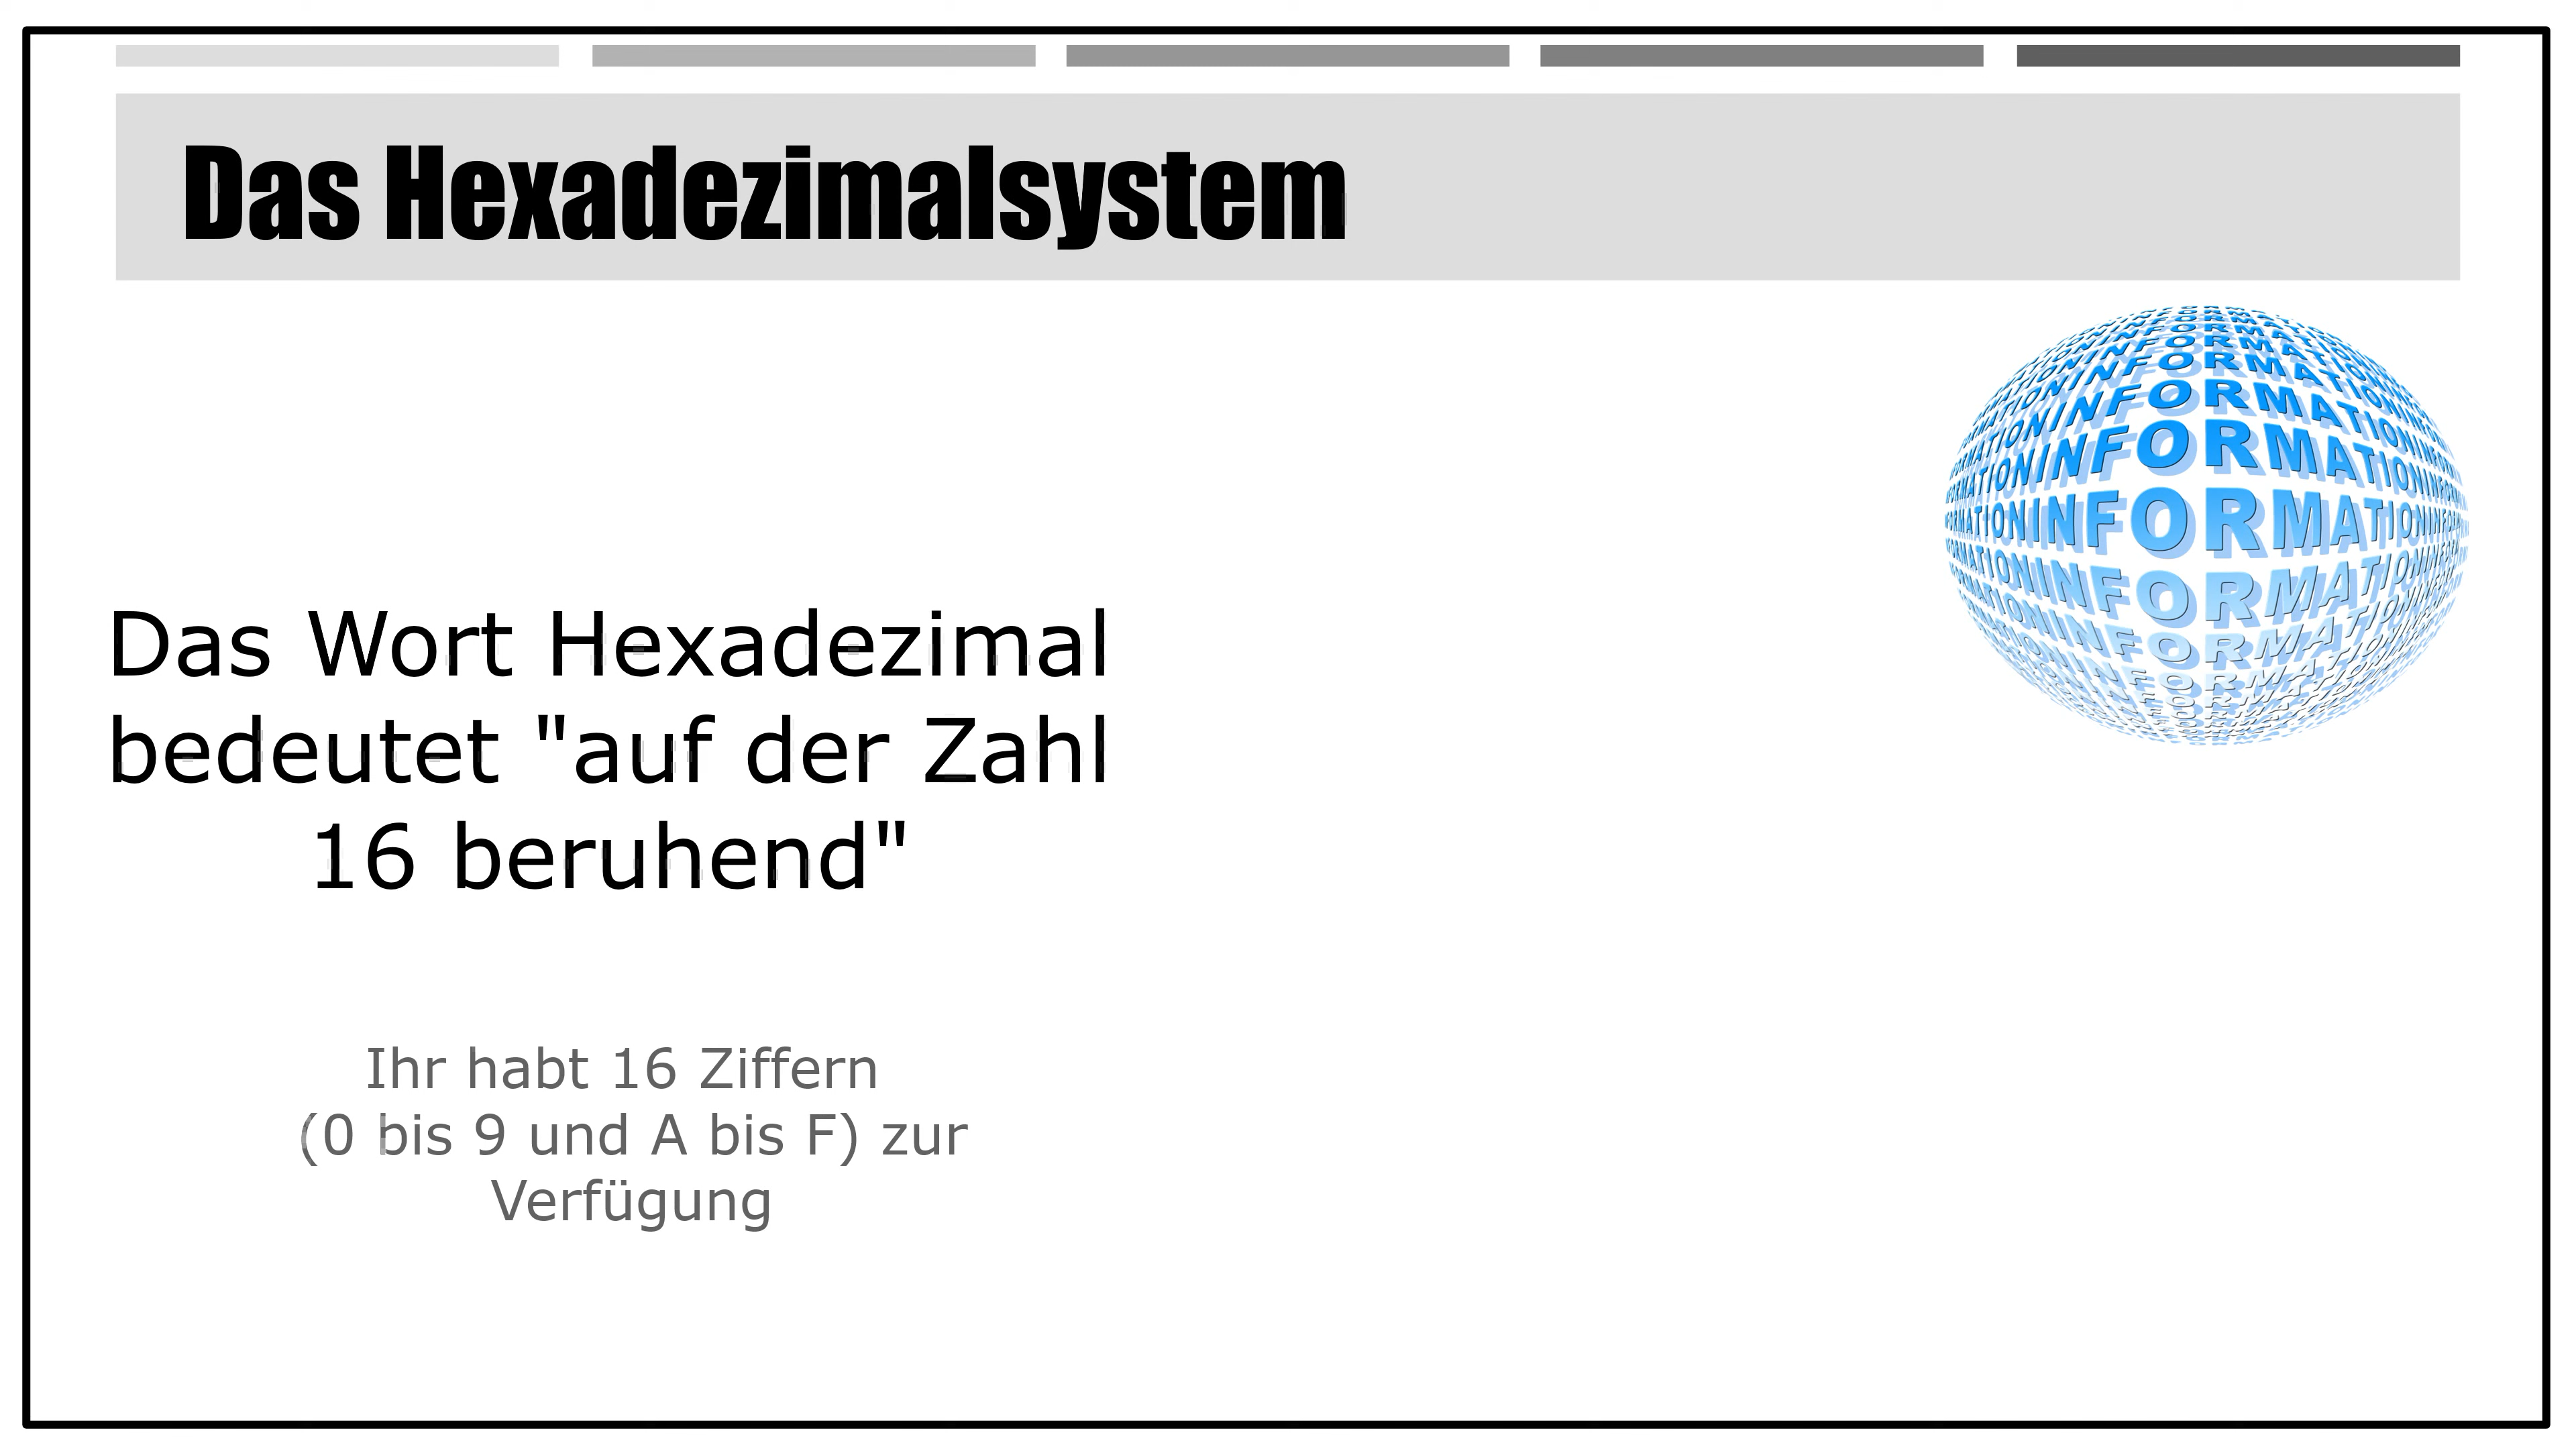 Das Hexadezimalsystem
INFORMATION
Das Wort Hexadezimal
bedeutet "auf der Zahl
16 beruhend"
Ihr habt 16 Ziffern
(0 bis 9 und A bis F) zur
Verfügung